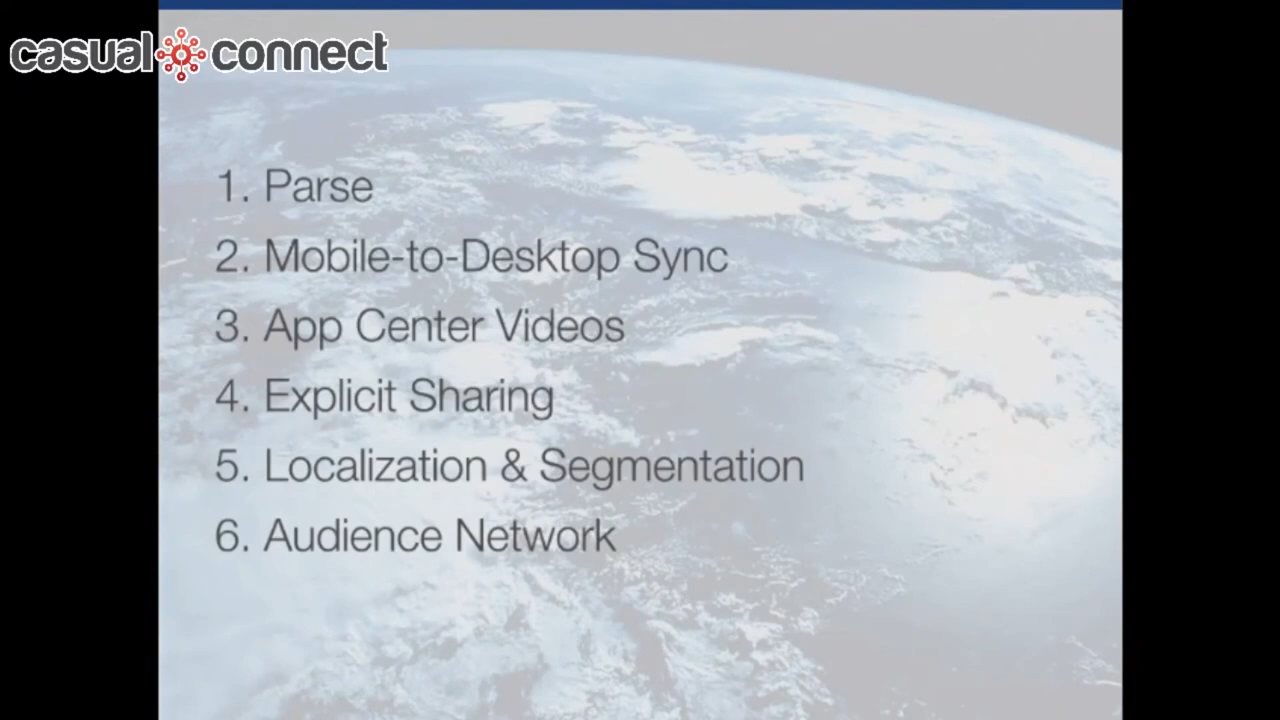 casual connect
1. Parse
2. Mobile-to-Desktop Sync
3. App Center Videos
4. Explicit Sharing
5. Localization & Segmentation
6. Audience Network